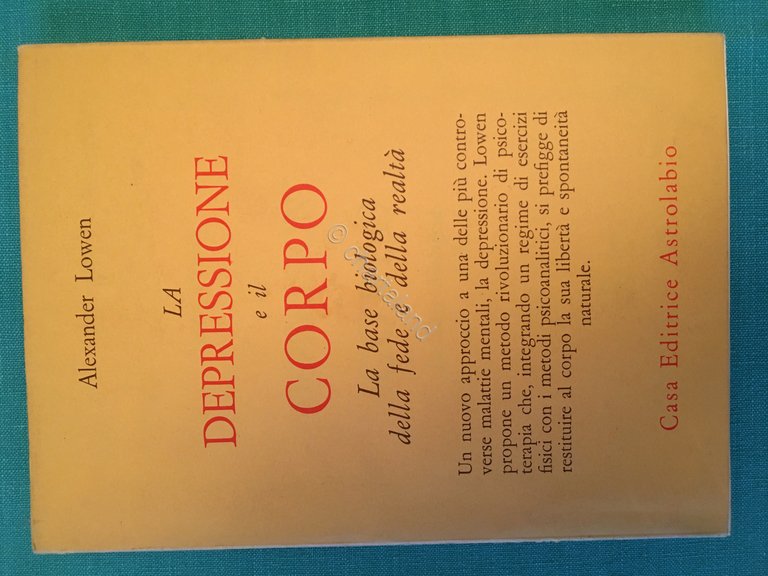 Alexander Lowen
LA
DEPRESSIONE
e il
CORPO
La base biologica
della fede e della realtà
Un nuovo approccio a una delle più contro-
verse malattie mentali, la depressione. Lowen
propone un metodo rivoluzionario di psico-
terapia che, integrando un regime di esercizi
fisici con i metodi psicoanalitici, si prefigge di
restituire al corpo la sua libertà e spontaneità
naturale.
Casa Editrice Astrolabio